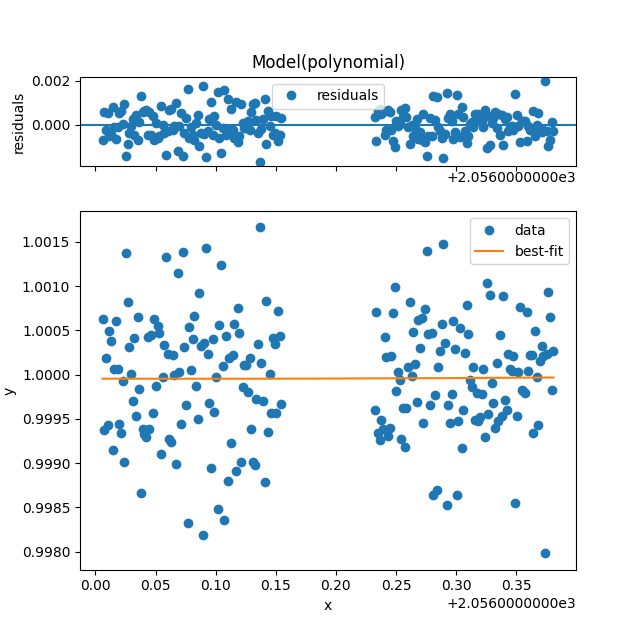 Model(polynomial)
0.002
0.000
residuals
residuals
+2.0560000000e3
1.0015
1.0010
1.0005
1.0000
0.9995
0.9990
0.9985
0.9980
y
data
best-fit
0.00 0.05 0.10 0.15 0.20 0.25 0.30 0.35
x
+2.0560000000e3